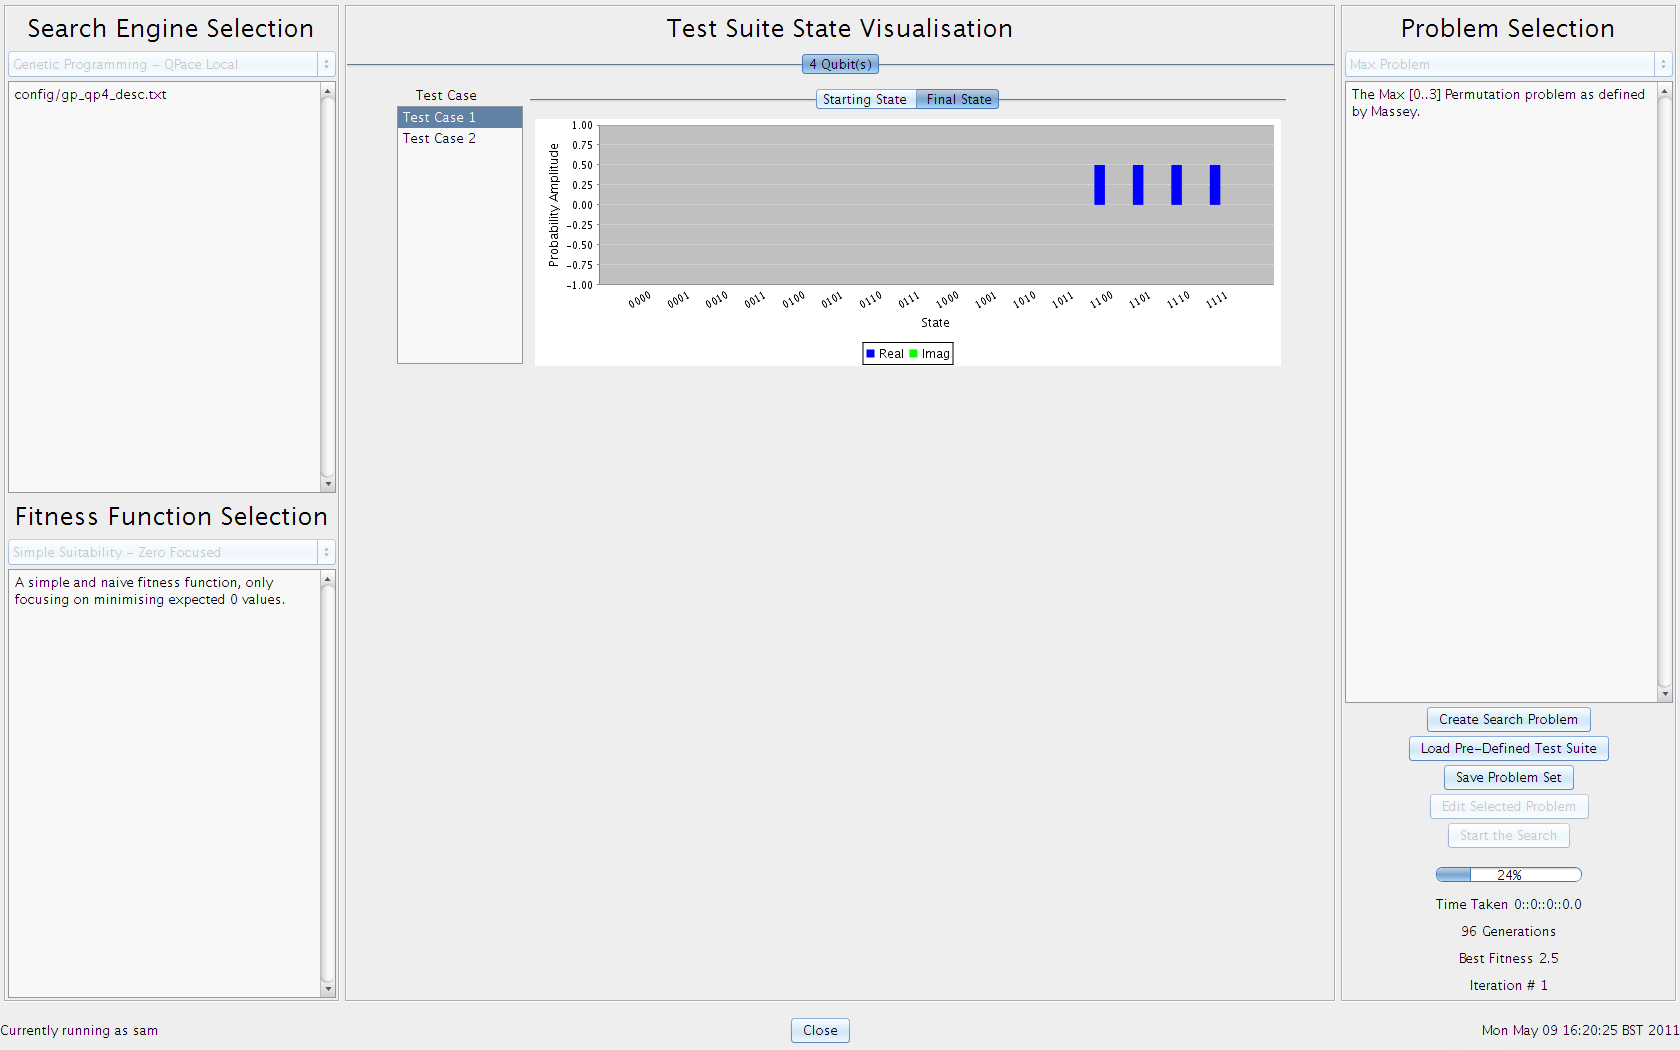 Search Engine Selection
Genetic Programming – QPace Local
config/gp_qp4_desc.txt
Fitness Function Selection
Simple Suitability – Zero Focused
A simple and naive fitness function, only
focusing on minimising expected 0 values.
Test Suite State Visualisation
4 Qubit(s)
Test Case
Test Case 1
Test Case 2
Starting State
Final State
Probability Amplitude
1.00
0.75
0.50
0.25
0.00
-0.25
-0.50
-0.75
-1.00
0000 0001 0010 0011 0100 0101 0110 0111 1000 1001 1010 1011 1100 1101 1110 1111
State
Real Imag
Problem Selection
Max Problem
The Max [0..3] Permutation problem as defined
by Massey.
Create Search Problem
Load Pre-Defined Test Suite
Save Problem Set
Edit Selected Problem
Start the Search
24%
Time Taken 0::0::0::0.0
96 Generations
Best Fitness 2.5
Iteration # 1
Currently running as sam
Close
Mon May 09 16:20:25 BST 2011